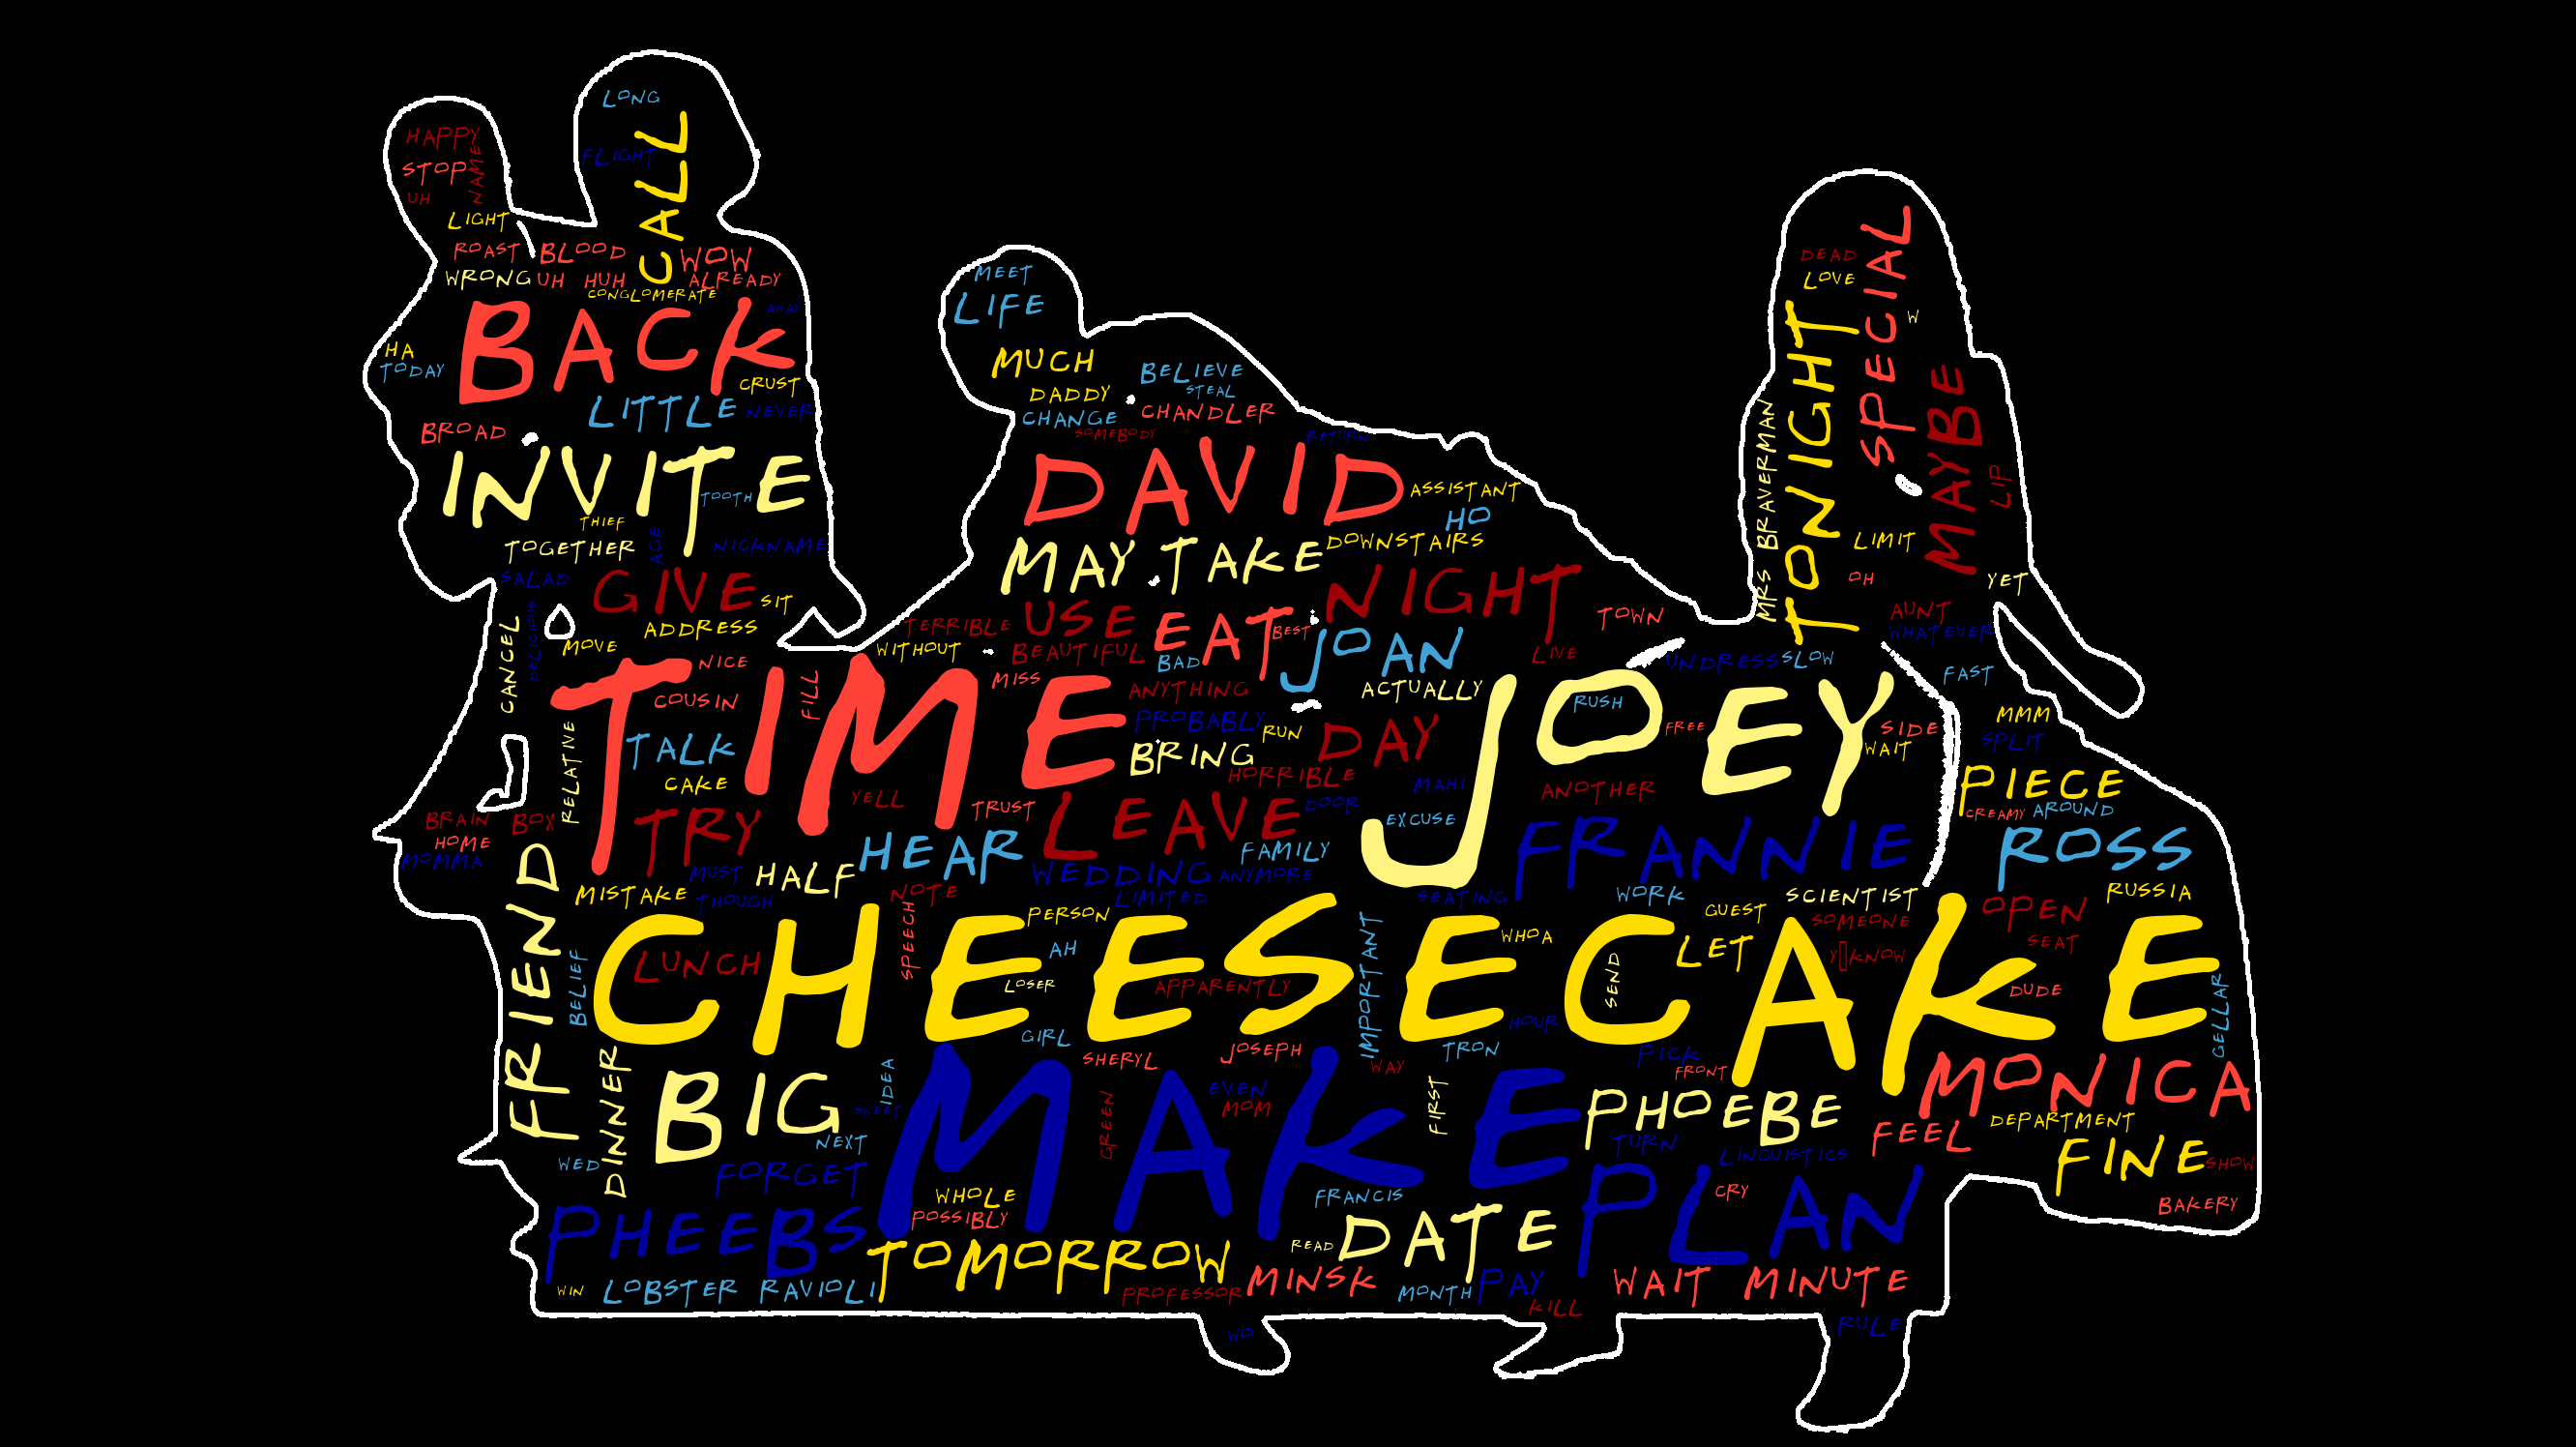 LONG
CALL
HAPPY
FLIGHT
STOP
NAME
UH
LIGHT
ROAST BLOOD WOW
WRONG UH HUH ALREADY
CONGLOMERATE
AWAY
BACK
HA
TODAY
CRUST
LITTLE NEVER
BROAD
INVITE
TOOTH
THIEF
TOGETHER
AGE
NICKNAME
SALAD
GIVE
SIT
DELICIOUS
CANCEL
ADDRESS
MOVE
MEET
LIFE
MUCH
DADDY
BELIEVE
STEAL
CHANGE CHANDLER
SOMEBODY
RETURN
DAVID
ASSISTANT
HO
MAY TAKE
DOWNSTAIRS
NIGHT
USE
TERRIBLE
EAT
BEST
TOWN
JOAN
WITHOUT
BEAUTIFUL
BAD
LIVE
DEAD
LOVE
SPECIAL
W
TONIGHT
MAYBE
MRS BRAVERMAN
LIP
LIMIT
OH
YET
AUNT
WHATEVER
UNDRESS
SLOW
FAST
TIME
NICE
COUSIN
FILL
MISS
ANYTHING
ACTUALLY
JOEY
RUSH
FREE
SIDE
WAIT
MMM
SPLIT
RELATIVE
TALK
CAKE
PROBABLY
RUN
BRING
DAY
HORRIBLE
MAHI
ANOTHER
PIECE
CREAMY
AROUND
YELL
TRUST
LEAVE
DOOR
EXCUSE
BRAIN BOX
HOME
MOMMA
TRY
HEAR
FAMILY
FRANNIE
ROSS
FRIEND
MUST
HALF
WEDDING
ANYMORE
MISTAKE
THOUGH
NOTE
LIMITED
SEATING
WORK
SCIENTIST
RUSSIA
SPEECH
PERSON
GUEST
SOMEONE
OPEN
CHEESECAKE
LUNCH
AH
IMPORTANT
WHOA
LET
Y▯KNOW
SEAT
BELIEF
LOSER
APPARENTLY
SEND
DUDE
GELLAR
GIRL
HOUR
DINNER
SHERYL
JOSEPH
TRON
PICK
WAY
FRONT
MONICA
BIG
IDEA
MAKE
SWEET
GREEN
EVEN
MOM
FIRST
PHOEBE
DEPARTMENT
NEXT
TURN
FEEL
WED
FORGET
LINGUISTICS
FINE
SHOW
WHOLE
FRANCIS
PLAN
CRY
BAKERY
PHEEBS
POSSIBLY
DATE
READ
TOMORROW
WIN
LOBSTER RAVIOLI
PROFESSOR
MINSK
MONTH
PAY
KILL
WAIT MINUTE
WO
RULE